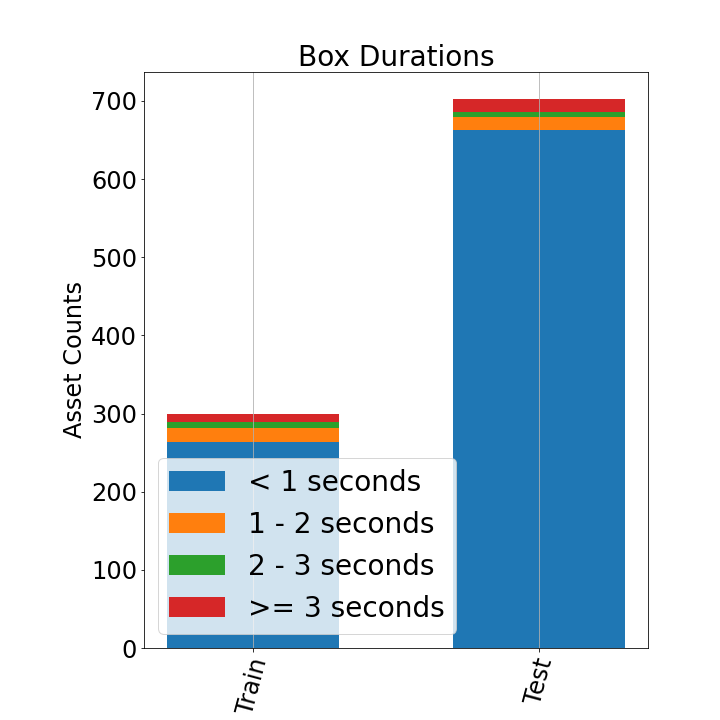 Box Durations
Asset Counts
700
600
500
400
300
200
100
0
< 1 seconds
1 - 2 seconds
2 - 3 seconds
>= 3 seconds
Train
Test